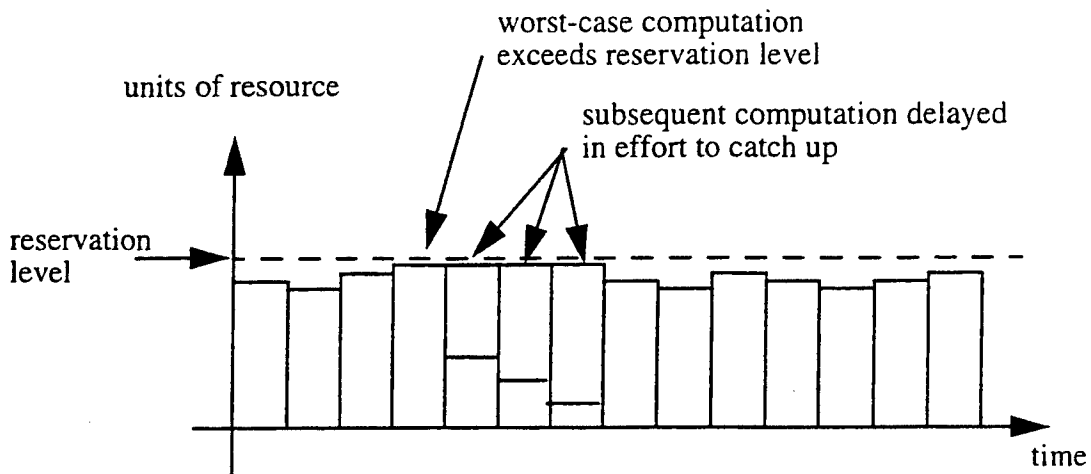 worst-case computation
exceeds reservation level
units of resource
subsequent computation delayed
in effort to catch up
reservation
level
time